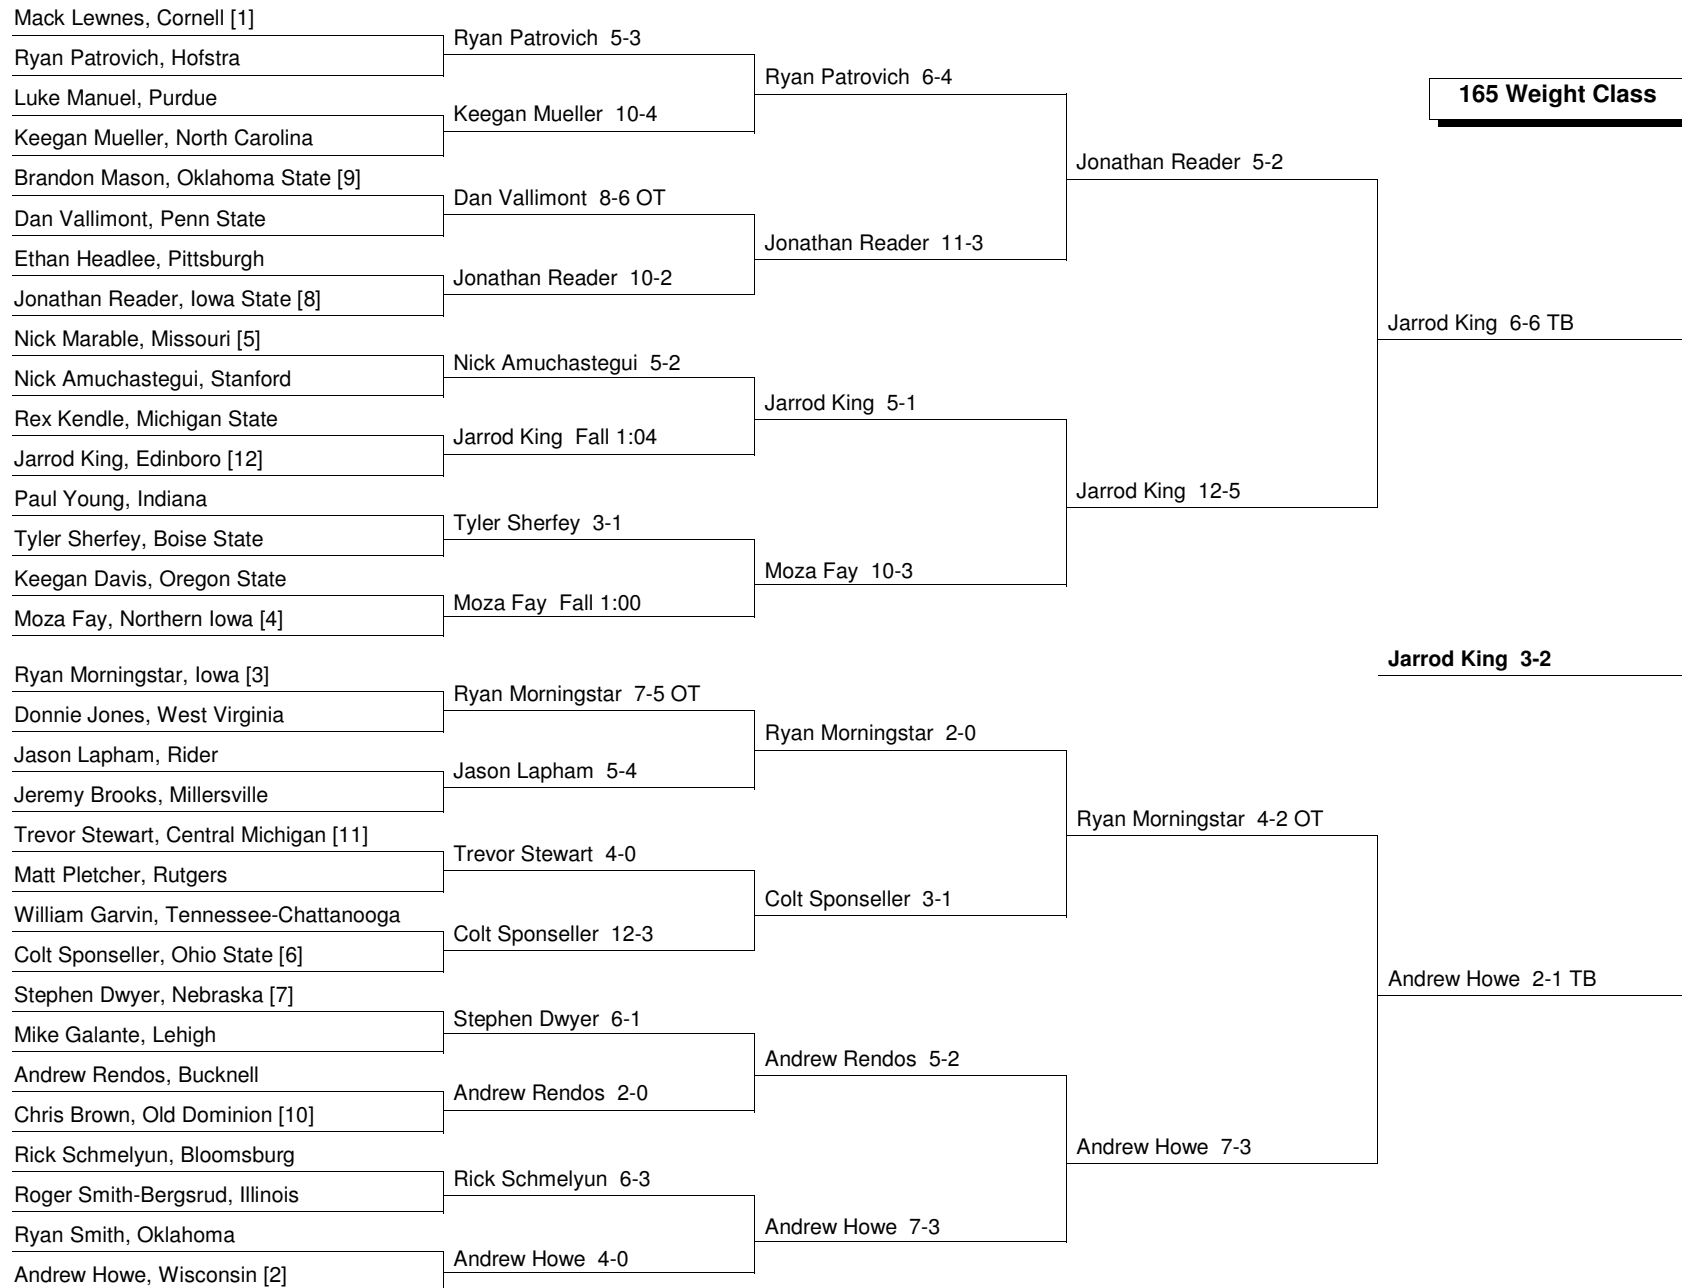 Mack Lewnes, Cornell [1]
Ryan Patrovich, Hofstra
Luke Manuel, Purdue
Keegan Mueller, North Carolina
Brandon Mason, Oklahoma State [9]
Dan Vallimont, Penn State
Ethan Headlee, Pittsburgh
Jonathan Reader, Iowa State [8]
Nick Marable, Missouri [5]
Nick Amuchastegui, Stanford
Rex Kendle, Michigan State
Jarrod King, Edinboro [12]
Paul Young, Indiana
Tyler Sherfey, Boise State
Keegan Davis, Oregon State
Moza Fay, Northern Iowa [4]
Ryan Morningstar, Iowa [3]
Donnie Jones, West Virginia
Jason Lapham, Rider
Jeremy Brooks, Millersville
Trevor Stewart, Central Michigan [11]
Matt Pletcher, Rutgers
William Garvin, Tennessee-Chattanooga
Colt Sponseller, Ohio State [6]
Stephen Dwyer, Nebraska [7]
Mike Galante, Lehigh
Andrew Rendos, Bucknell
Chris Brown, Old Dominion [10]
Rick Schmelyun, Bloomsburg
Roger Smith-Bergsrud, Illinois
Ryan Smith, Oklahoma
Andrew Howe, Wisconsin [2]
Ryan Patrovich 5-3
Keegan Mueller 10-4
Dan Vallimont 8-6 OT
Jonathan Reader 10-2
Nick Amuchastegui 5-2
Jarrod King Fall 1:04
Tyler Sherfey 3-1
Moza Fay Fall 1:00
Ryan Morningstar 7-5 OT
Jason Lapham 5-4
Trevor Stewart 4-0
Colt Sponseller 12-3
Stephen Dwyer 6-1
Andrew Rendos 2-0
Rick Schmelyun 6-3
Andrew Howe 4-0
Ryan Patrovich 6-4
Jonathan Reader 11-3
Jarrod King 5-1
Moza Fay 10-3
Ryan Morningstar 2-0
Colt Sponseller 3-1
Andrew Rendos 5-2
Andrew Howe 7-3
Jonathan Reader 5-2
Jarrod King 12-5
Ryan Morningstar 4-2 OT
Andrew Howe 7-3
165 Weight Class
Jarrod King 6-6 TB
Jarrod King 3-2
Andrew Howe 2-1 TB